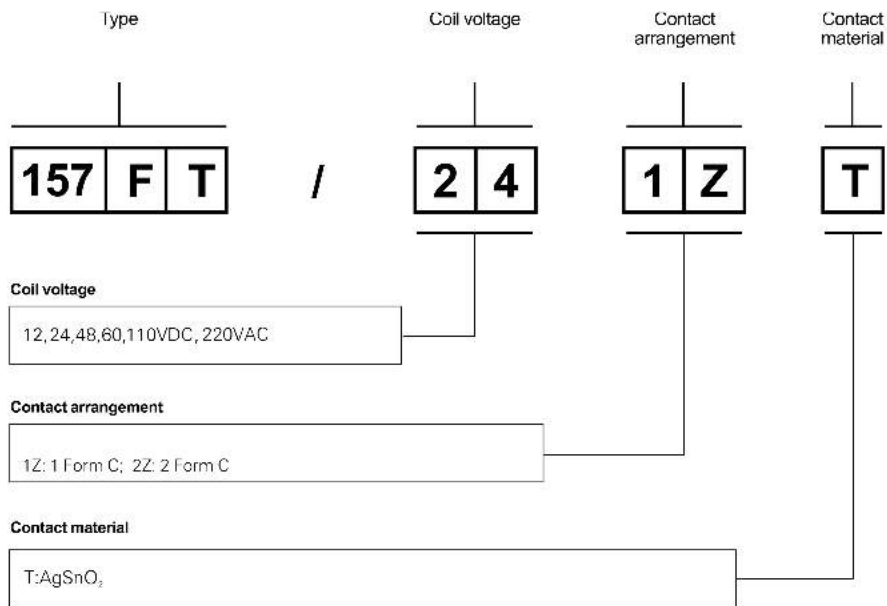 Type
Coil voltage
Contact
arrangement
Contact
material
157 F T / 2 4 1 Z T
Coil voltage
12,24,48,60,110VDC, 220VAC
Contact arrangement
1Z: 1 Form C; 2Z: 2 Form C
Contact material
T:AgSnO₂